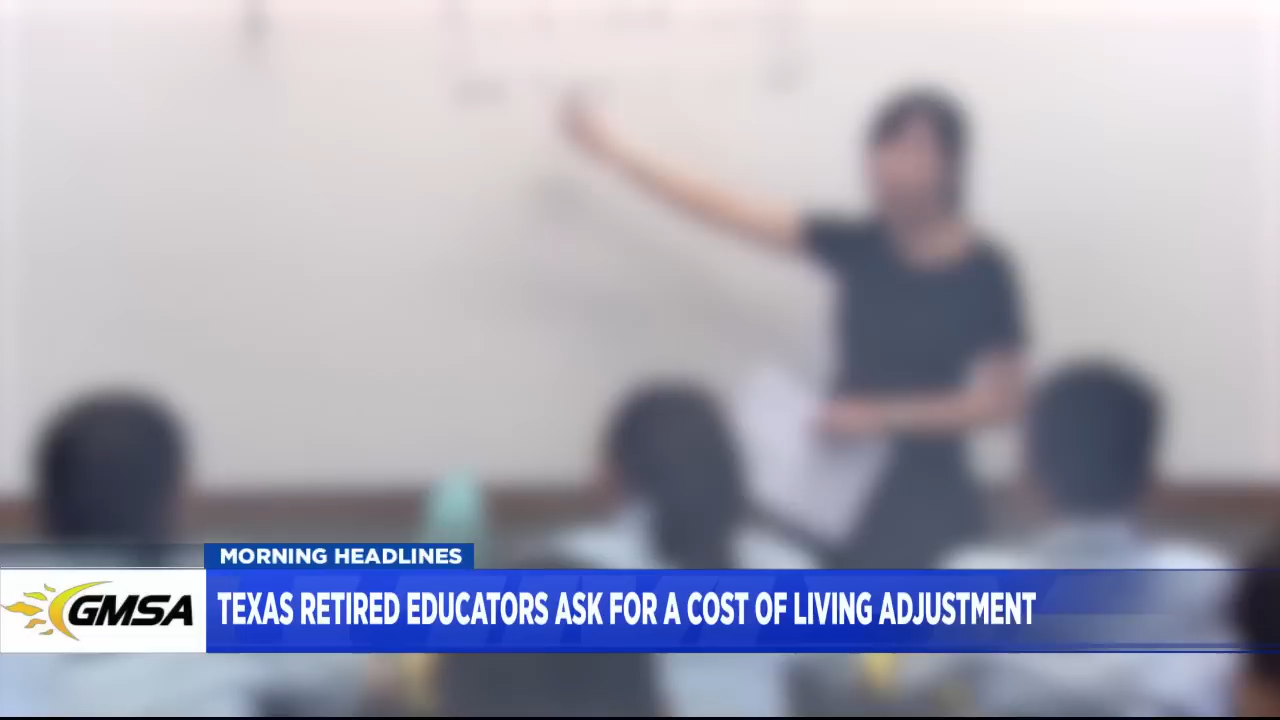 MORNING HEADLINES
GMSA
TEXAS RETIRED EDUCATORS ASK FOR A COST OF LIVING ADJUSTMENT